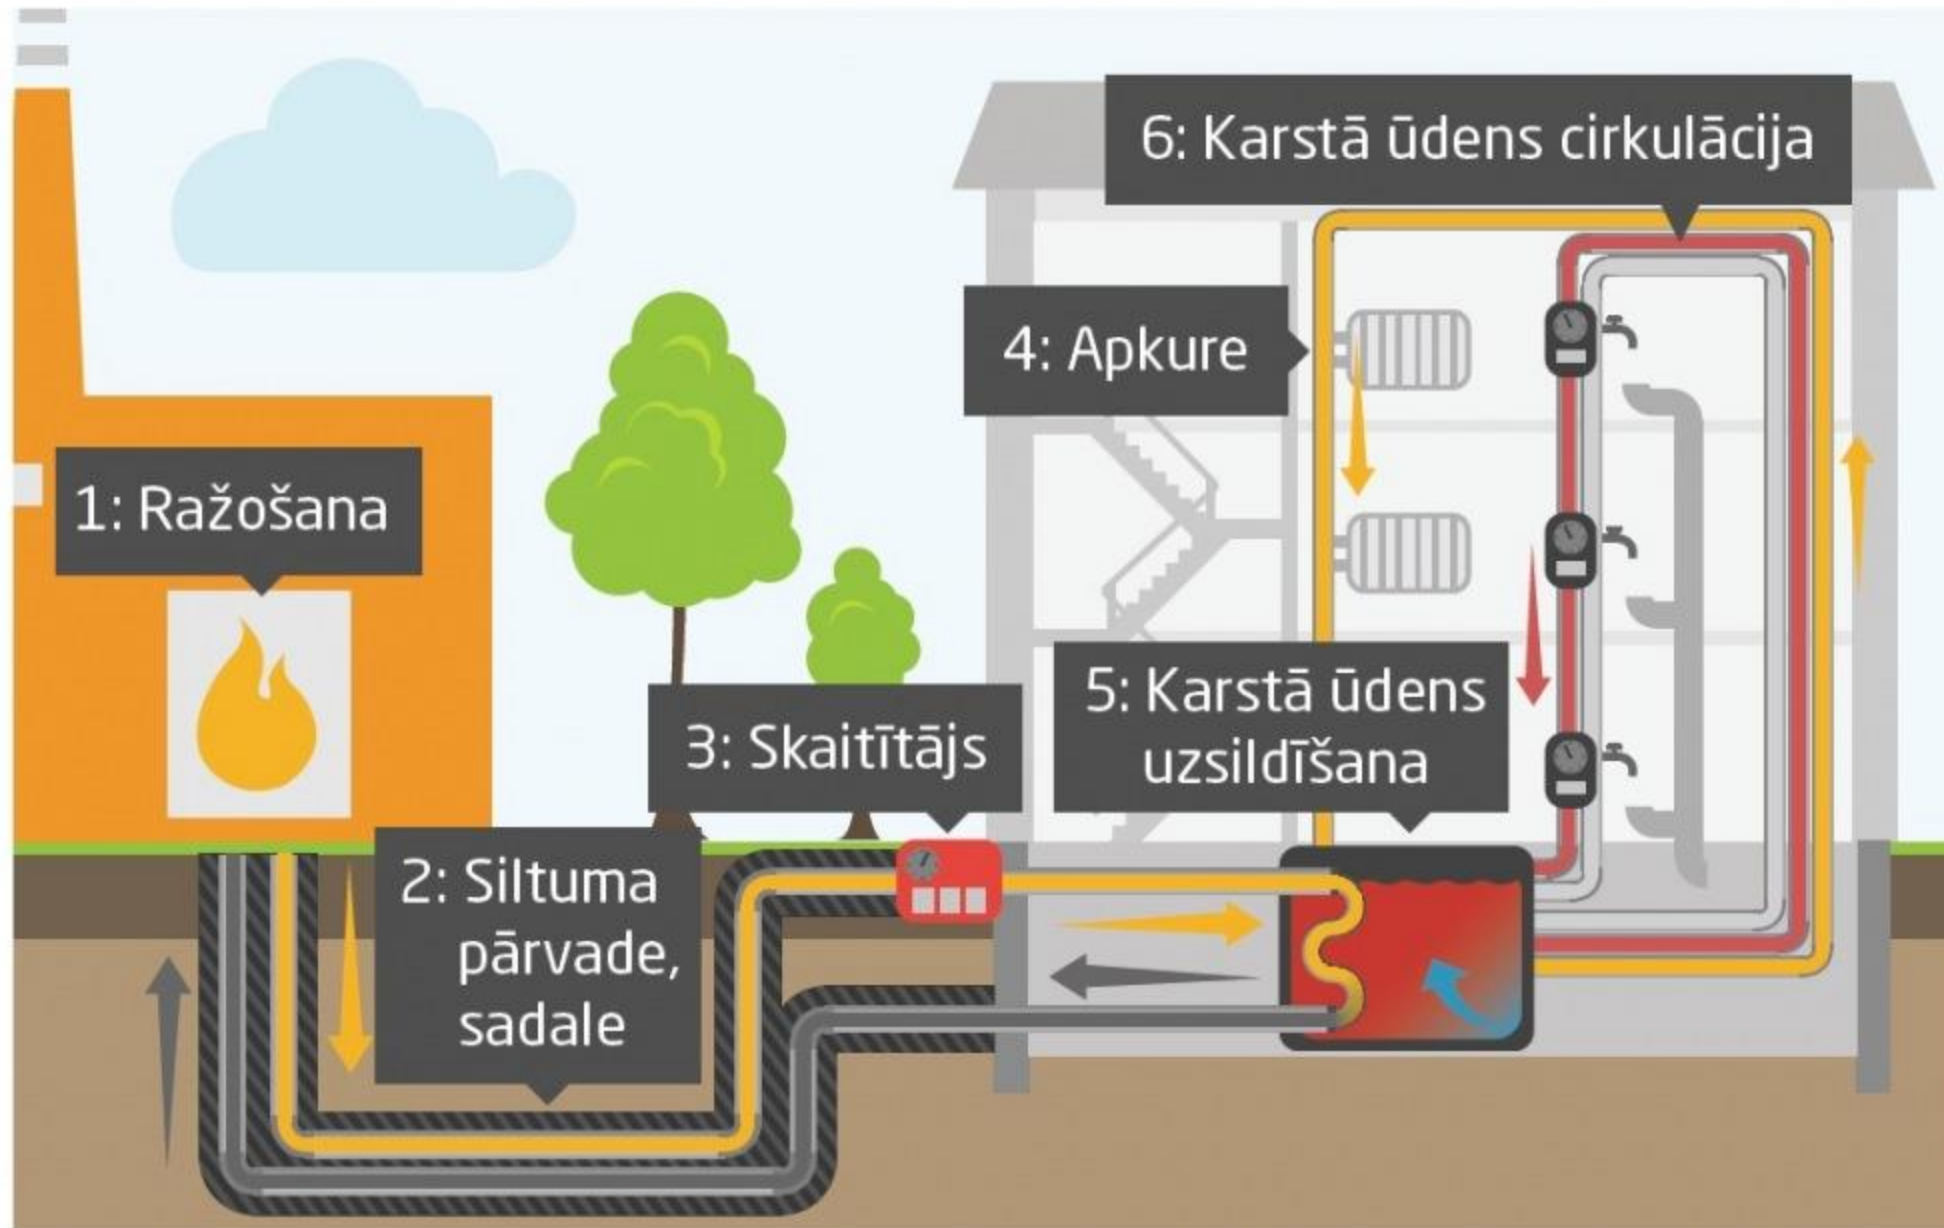 1: Ražošana
2: Siltuma
pārvade,
sadale
3: Skaitītājs
4: Apkure
5: Karstā ūdens
uzsildīšana
6: Karstā ūdens cirkulācija